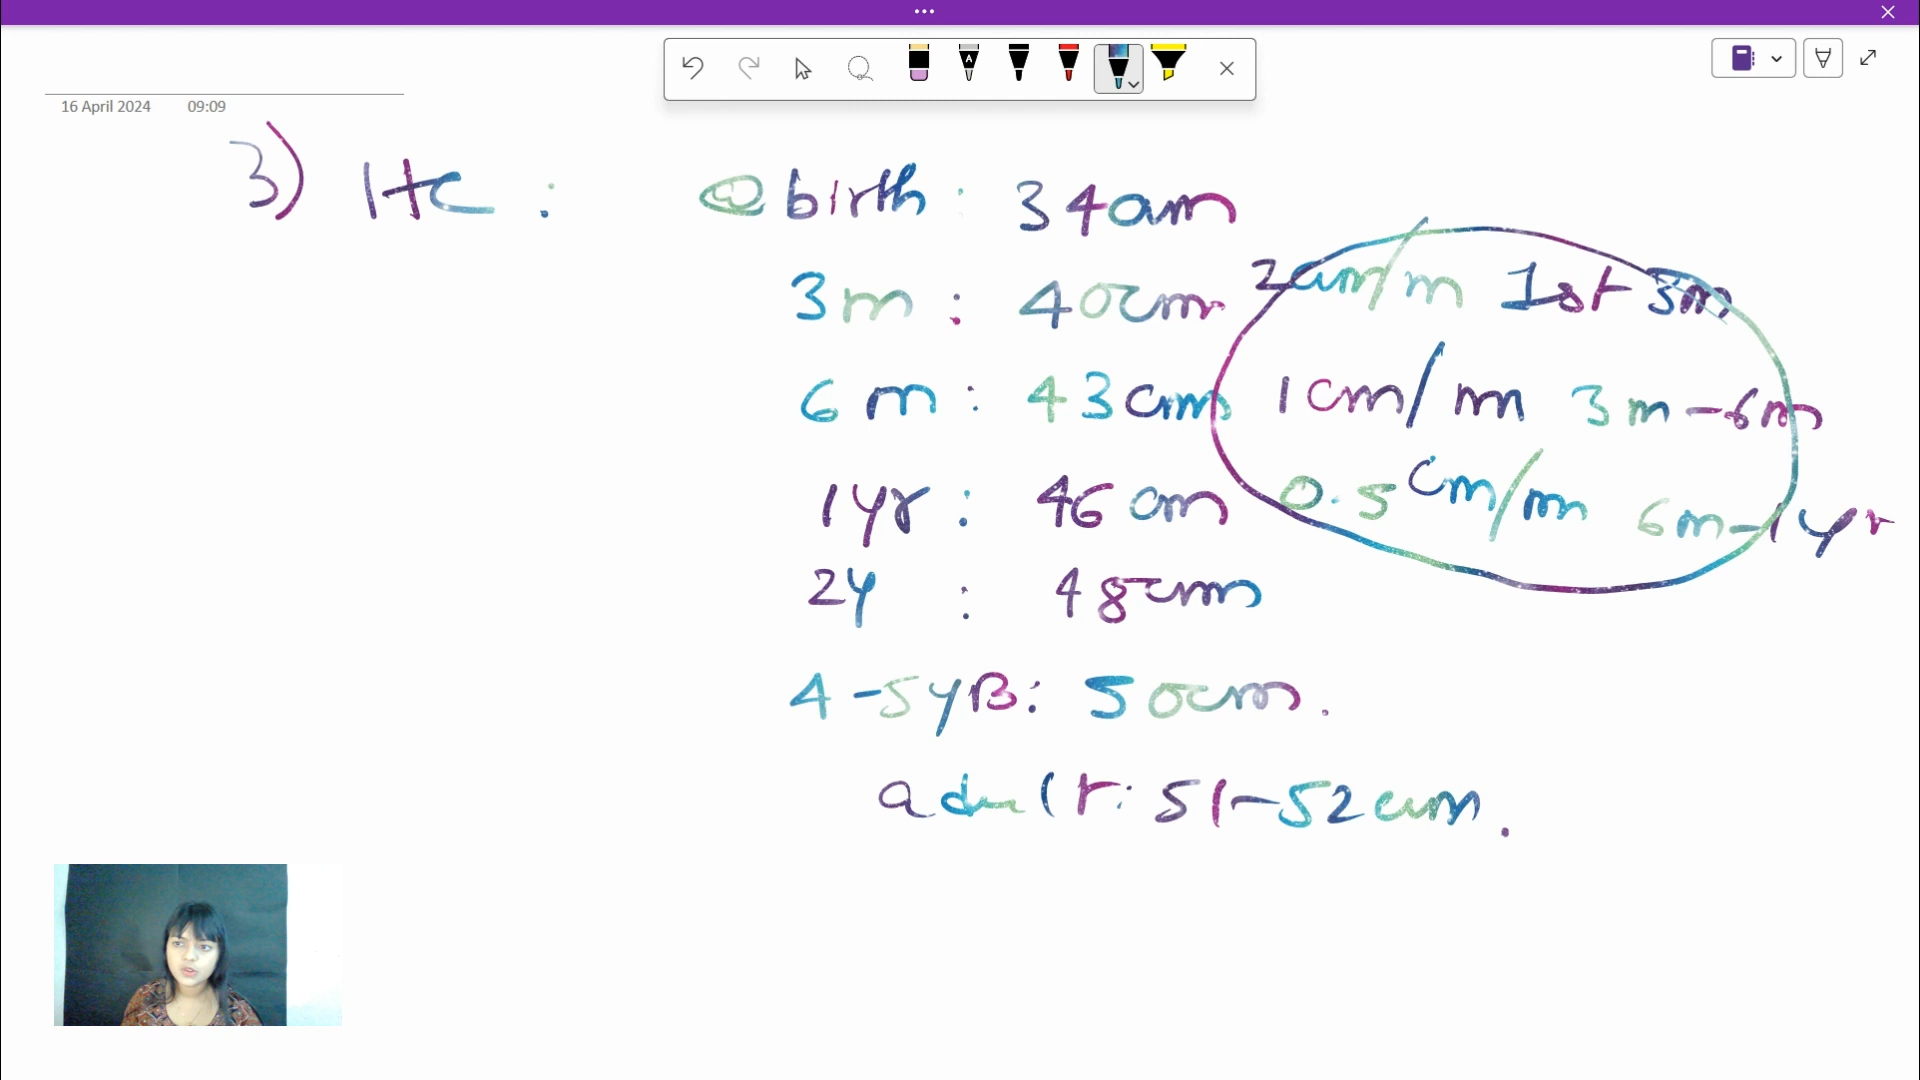 16 April 2024 09:09
3) HC : @ birth : 34cm
3m : 40cm 2cm/m 1st 3m
6m : 43cm 1cm/m 3m-6m
1yr : 46cm 0.5cm/m 6m-1yr
2y : 48cm
4-5yrs : 50cm.
adult : 51-52cm.